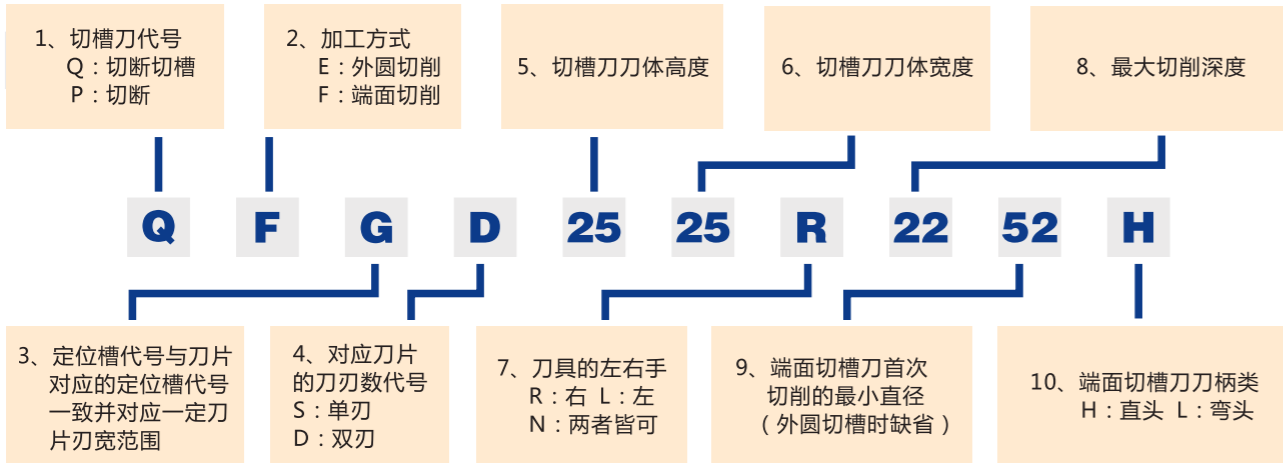 1、切槽刀代号
Q：切断切槽
P：切断
2、加工方式
E：外圆切削
F：端面切削
5、切槽刀刀体高度
6、切槽刀刀体宽度
8、最大切削深度
Q F G D 25 25 R 22 52 H
3、定位槽代号与刀片
对应的定位槽代号
一致并对应一定刀
片刃宽范围
4、对应刀片
的刀刃数代号
S：单刃
D：双刃
7、刀具的左右手
R：右 L：左
N：两者皆可
9、端面切槽刀首次
切削的最小直径
（外圆切槽时缺省）
10、端面切槽刀刀柄类
H：直头 L：弯头